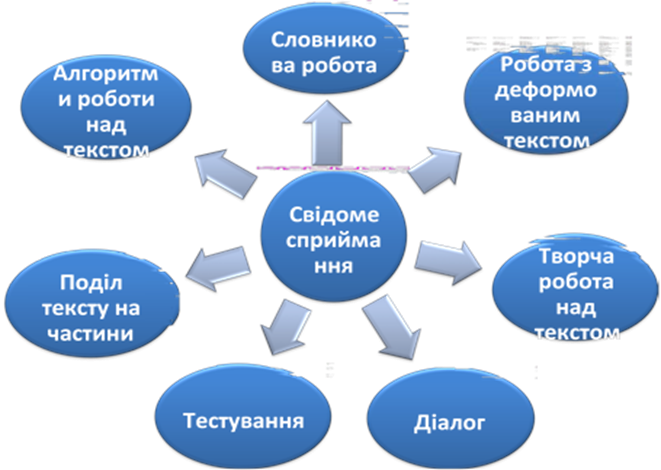 Словнико
ва робота
Робота з
деформо
ваним
текстом
Творча
робота
над
текстом
Діалог
Тестування
Поділ
тексту на
частини
Алгоритм
и роботи
над
текстом
Свідоме
сприйма
ння